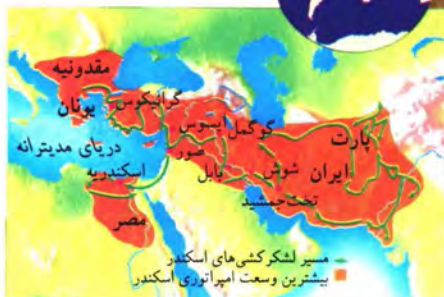 مقدونیه
یونان
گرانیکوس
ایسوس
گوگمل
پارت
دریای مدیترانه
صور
شوش
ایران
اسکندریه
بابل
تخت‌جمشید
مصر
مسیر لشکرکشی‌های اسکندر
بیشترین وسعت امپراتوری اسکندر